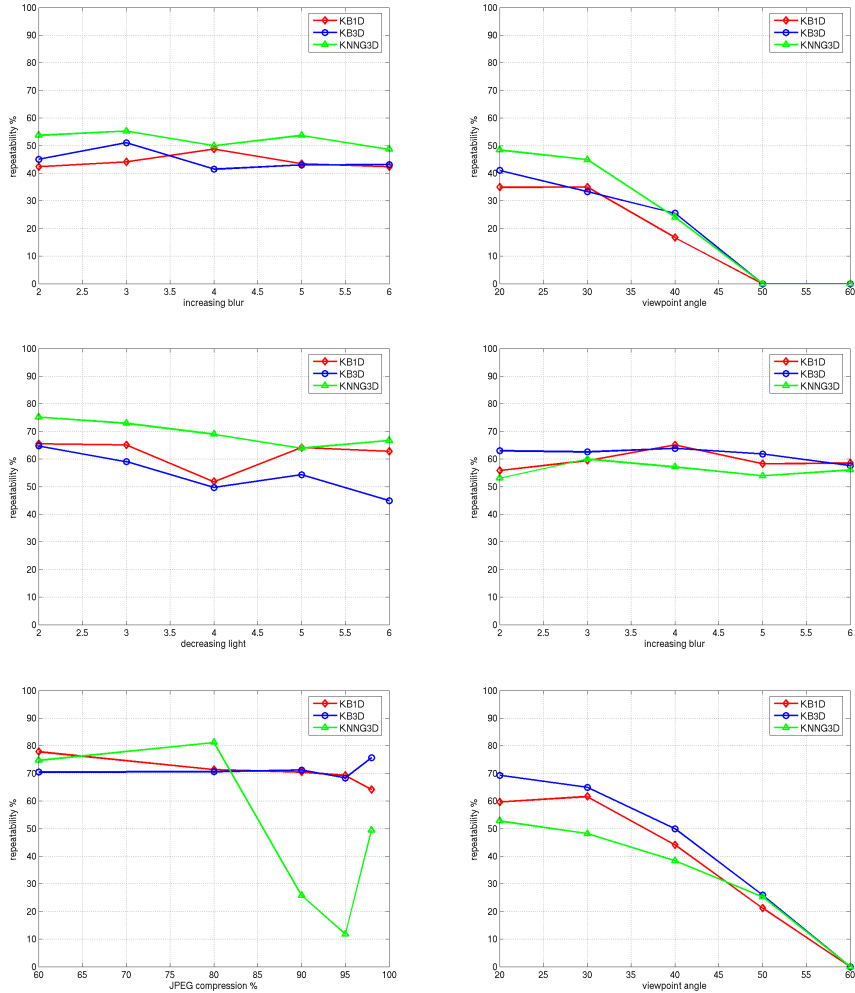 100
90
80
70
60
50
40
30
20
10
0
repeatability %
KB1D
KB3D
KNNG3D
2 2.5 3 3.5 4 4.5 5 5.5 6
increasing blur
100
90
80
70
60
50
40
30
20
10
0
repeatability %
KB1D
KB3D
KNNG3D
20 25 30 35 40 45 50 55 60
viewpoint angle
100
90
80
70
60
50
40
30
20
10
0
repeatability %
KB1D
KB3D
KNNG3D
2 2.5 3 3.5 4 4.5 5 5.5 6
decreasing light
100
90
80
70
60
50
40
30
20
10
0
repeatability %
KB1D
KB3D
KNNG3D
2 2.5 3 3.5 4 4.5 5 5.5 6
increasing blur
100
90
80
70
60
50
40
30
20
10
0
repeatability %
KB1D
KB3D
KNNG3D
60 65 70 75 80 85 90 95 100
JPEG compression %
100
90
80
70
60
50
40
30
20
10
0
repeatability %
KB1D
KB3D
KNNG3D
20 25 30 35 40 45 50 55 60
viewpoint angle